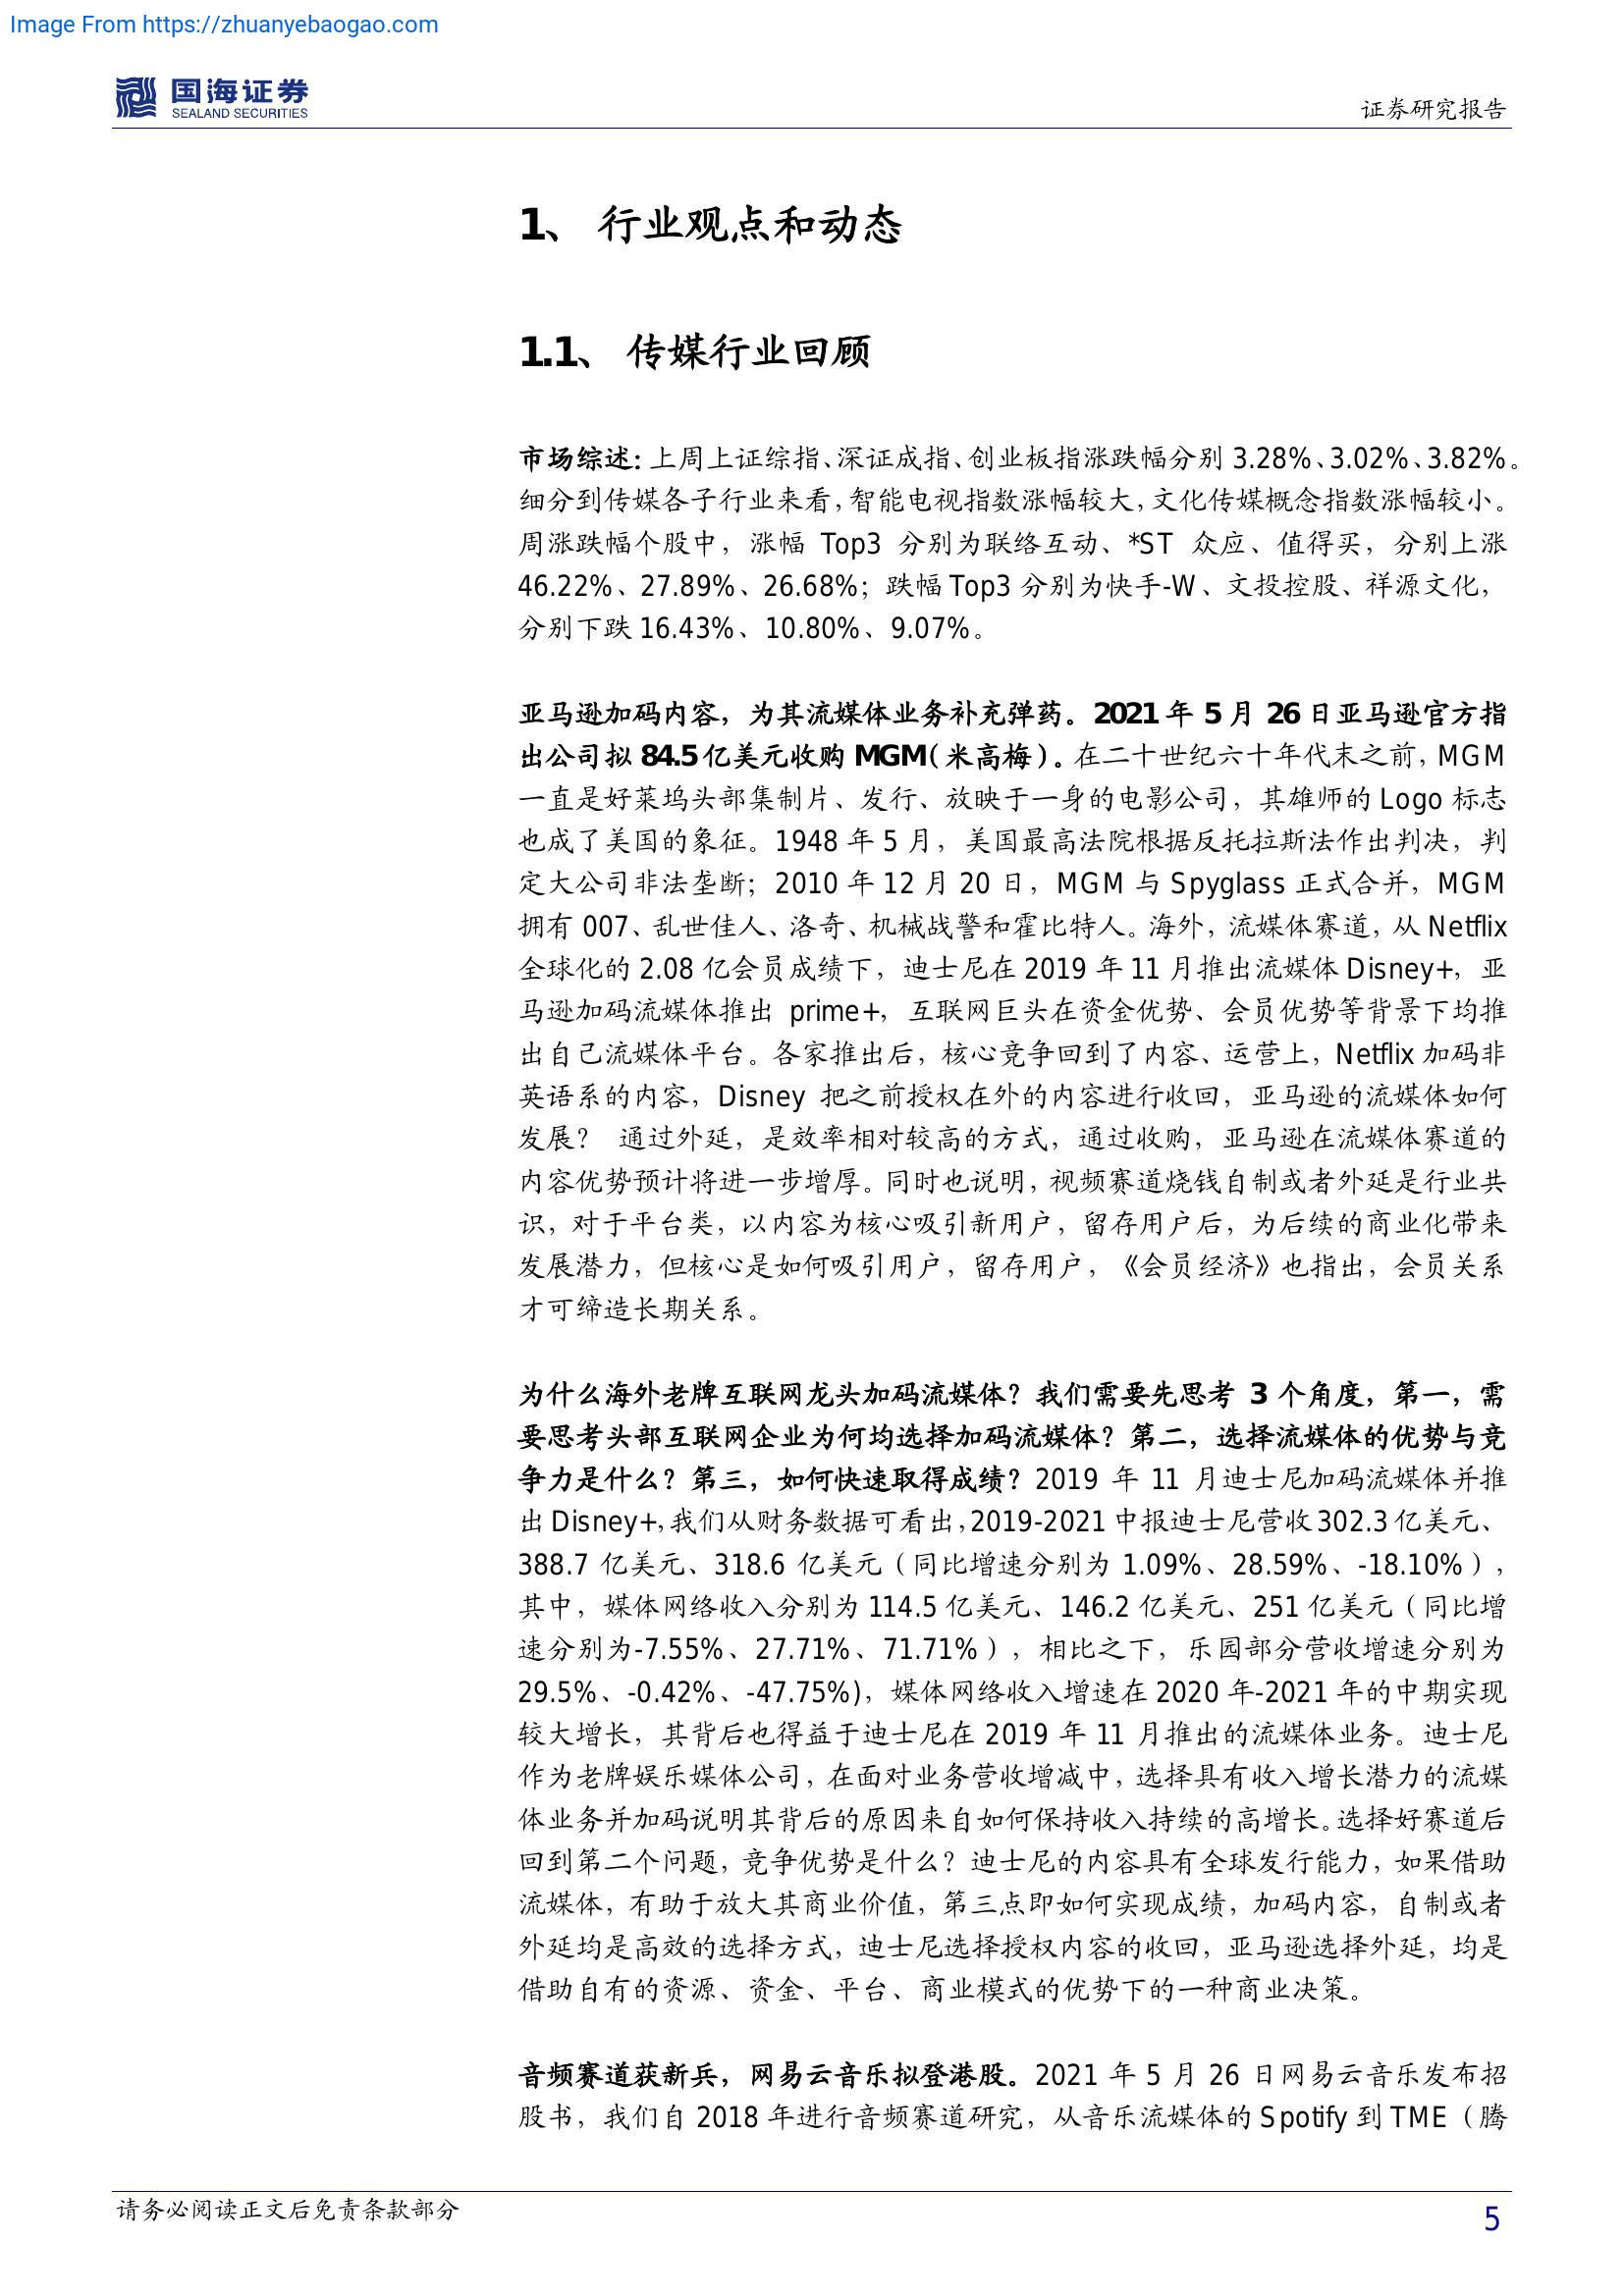 Image From https://zhuanyebaogao.com
国海证券
SEALAND SECURITIES
证券研究报告
1、 行业观点和动态
1.1、 传媒行业回顾
市场综述：上周上证综指、深证成指、创业板指涨跌幅分别 3.28%、3.02%、3.82%。
细分到传媒各子行业来看，智能电视指数涨幅较大，文化传媒概念指数涨幅较小。
周涨跌幅个股中，涨幅 Top3 分别为联络互动、*ST 众应、值得买，分别上涨
46.22%、27.89%、26.68%；跌幅 Top3 分别为快手-W、文投控股、祥源文化，
分别下跌 16.43%、10.80%、9.07%。
亚马逊加码内容，为其流媒体业务补充弹药。2021 年 5 月 26 日亚马逊官方指
出公司拟 84.5 亿美元收购 MGM（米高梅）。在二十世纪六十年代末之前，MGM
一直是好莱坞头部集制片、发行、放映于一身的电影公司，其雄师的 Logo 标志
也成了美国的象征。1948 年 5 月，美国最高法院根据反托拉斯法作出判决，判
定大公司非法垄断；2010 年 12 月 20 日，MGM 与 Spyglass 正式合并，MGM
拥有 007、乱世佳人、洛奇、机械战警和霍比特人。海外，流媒体赛道，从 Netflix
全球化的 2.08 亿会员成绩下，迪士尼在 2019 年 11 月推出流媒体 Disney+，亚
马逊加码流媒体推出 prime+，互联网巨头在资金优势、会员优势等背景下均推
出自己流媒体平台。各家推出后，核心竞争回到了内容、运营上，Netflix 加码非
英语系的内容，Disney 把之前授权在外的内容进行收回，亚马逊的流媒体如何
发展？ 通过外延，是效率相对较高的方式，通过收购，亚马逊在流媒体赛道的
内容优势预计将进一步增厚。同时也说明，视频赛道烧钱自制或者外延是行业共
识，对于平台类，以内容为核心吸引新用户，留存用户后，为后续的商业化带来
发展潜力，但核心是如何吸引用户，留存用户，《会员经济》也指出，会员关系
才可缔造长期关系。
为什么海外老牌互联网龙头加码流媒体？我们需要先思考 3 个角度，第一，需
要思考头部互联网企业为何均选择加码流媒体？第二，选择流媒体的优势与竞
争力是什么？第三，如何快速取得成绩？2019 年 11 月迪士尼加码流媒体并推
出 Disney+，我们从财务数据可看出，2019-2021 中报迪士尼营收 302.3 亿美元、
388.7 亿美元、318.6 亿美元（同比增速分别为 1.09%、28.59%、-18.10%），
其中，媒体网络收入分别为 114.5 亿美元、146.2 亿美元、251 亿美元（同比增
速分别为-7.55%、27.71%、71.71%），相比之下，乐园部分营收增速分别为
29.5%、-0.42%、-47.75%)，媒体网络收入增速在 2020 年-2021 年的中期实现
较大增长，其背后也得益于迪士尼在 2019 年 11 月推出的流媒体业务。迪士尼
作为老牌娱乐媒体公司，在面对业务营收增减中，选择具有收入增长潜力的流媒
体业务并加码说明其背后的原因来自如何保持收入持续的高增长。选择好赛道后
回到第二个问题，竞争优势是什么？迪士尼的内容具有全球发行能力，如果借助
流媒体，有助于放大其商业价值，第三点即如何实现成绩，加码内容，自制或者
外延均是高效的选择方式，迪士尼选择授权内容的收回，亚马逊选择外延，均是
借助自有的资源、资金、平台、商业模式的优势下的一种商业决策。
音频赛道获新兵，网易云音乐拟登港股。2021 年 5 月 26 日网易云音乐发布招
股书，我们自 2018 年进行音频赛道研究，从音乐流媒体的 Spotify 到 TME（腾
请务必阅读正文后免责条款部分
5